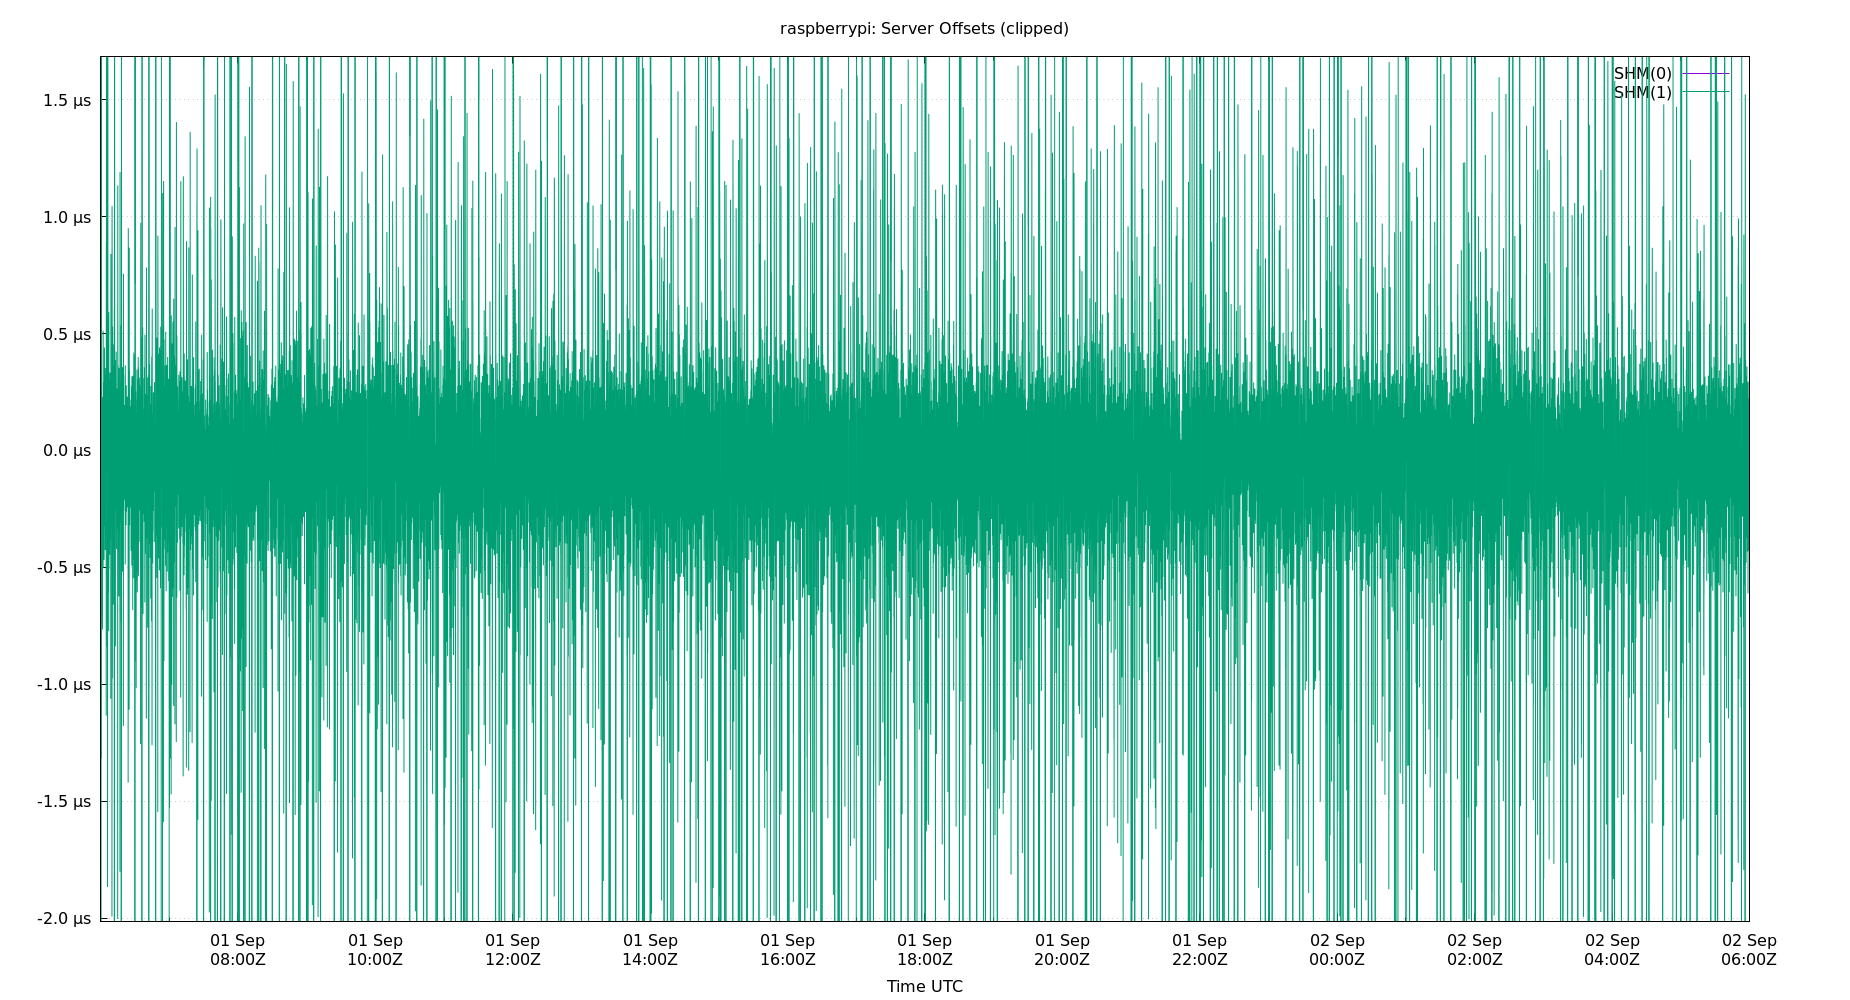 raspberrypi: Server Offsets (clipped)
SHM(0)
SHM(1)
1.5 µs
1.0 µs
0.5 µs
0.0 µs
-0.5 µs
-1.0 µs
-1.5 µs
-2.0 µs
01 Sep 01 Sep 01 Sep 01 Sep 01 Sep 01 Sep 01 Sep 01 Sep 02 Sep 02 Sep 02 Sep 02 Sep
08:00Z 10:00Z 12:00Z 14:00Z 16:00Z 18:00Z 20:00Z 22:00Z 00:00Z 02:00Z 04:00Z 06:00Z
Time UTC